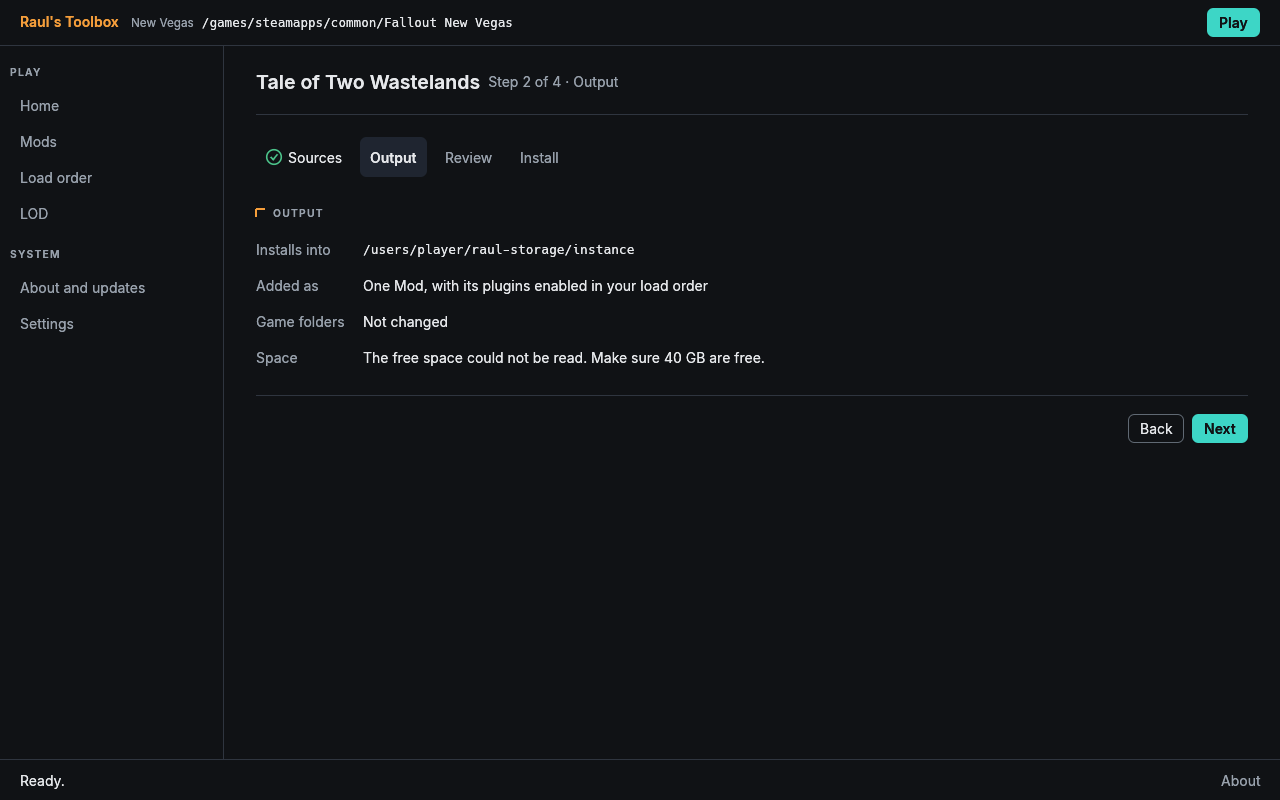 Raul's Toolbox New Vegas /games/steamapps/common/Fallout New Vegas Play
PLAY
Home
Mods
Load order
LOD
SYSTEM
About and updates
Settings
Tale of Two Wastelands Step 2 of 4 · Output
Sources Output Review Install
OUTPUT
Installs into /users/player/raul-storage/instance
Added as One Mod, with its plugins enabled in your load order
Game folders Not changed
Space The free space could not be read. Make sure 40 GB are free.
Back Next
Ready. About